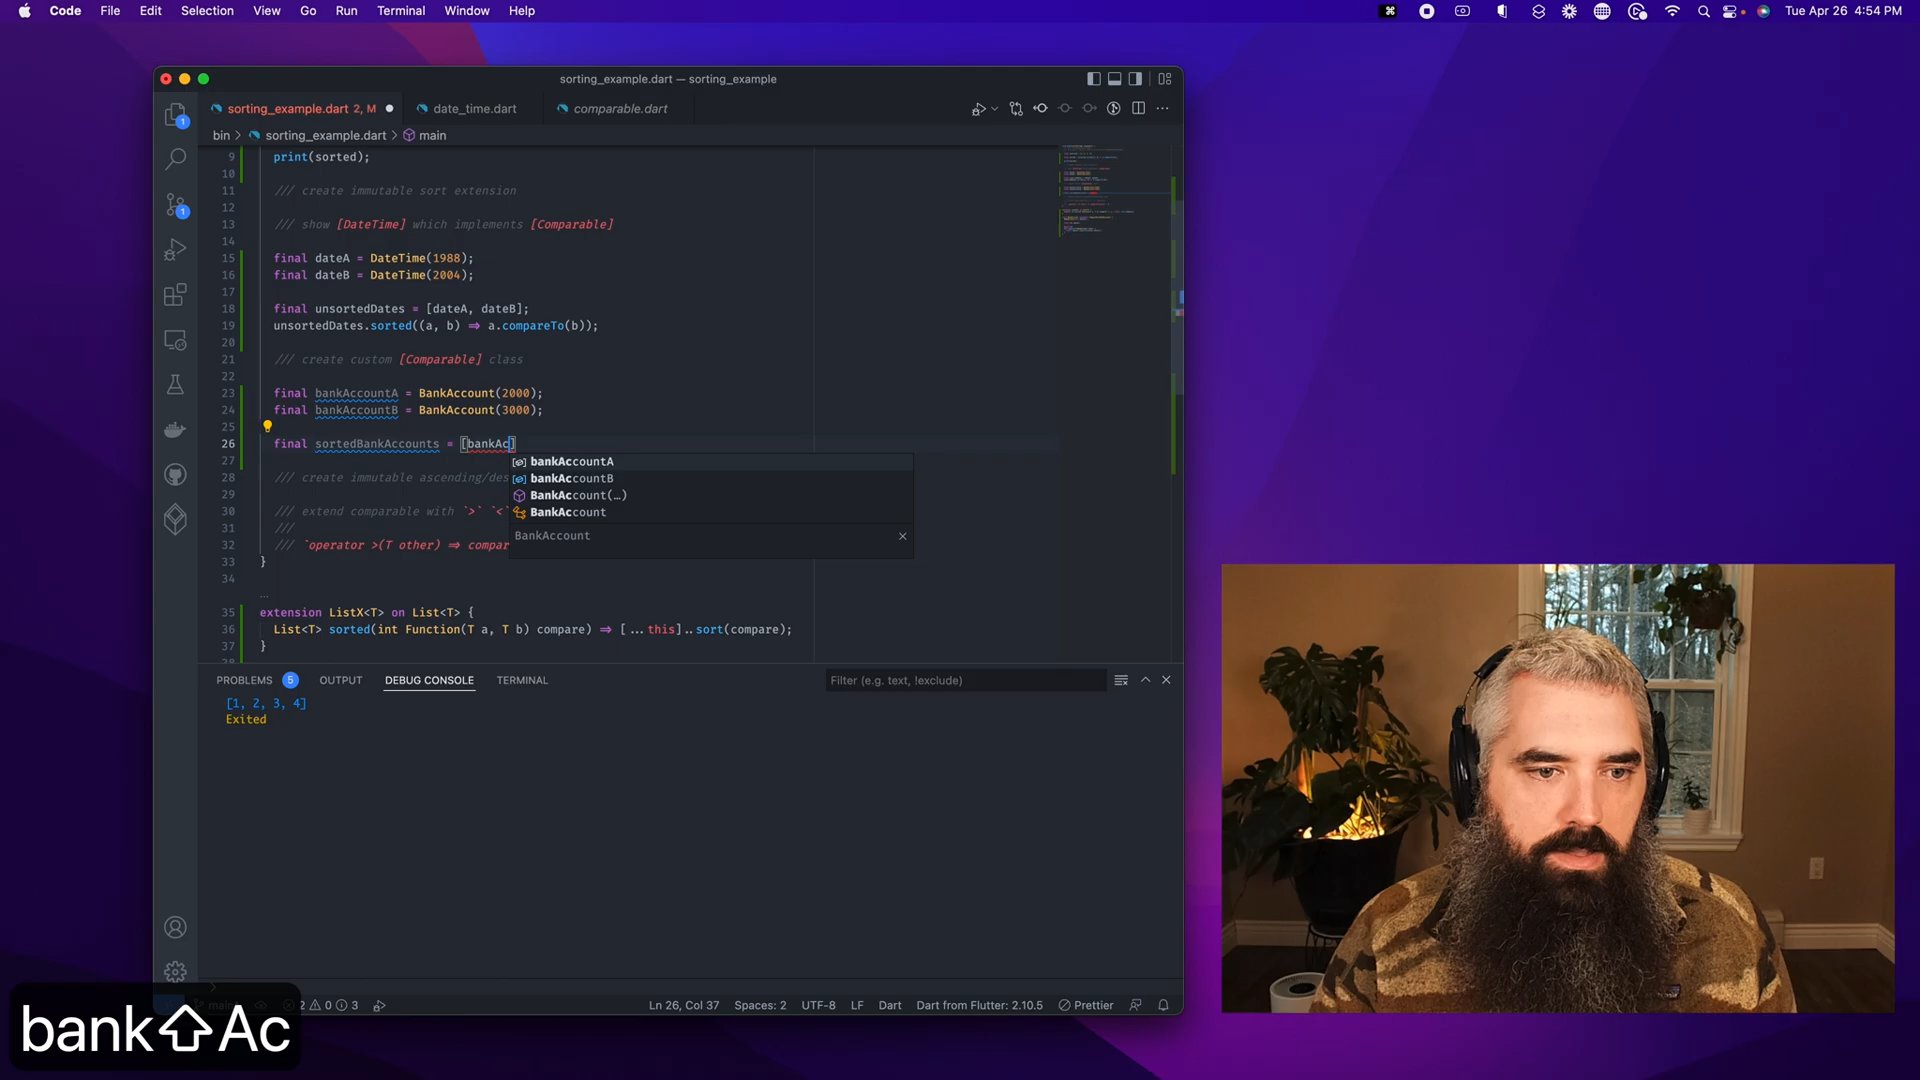 Code File Edit Selection View Go Run Terminal Window Help
Tue Apr 26 4:54 PM
sorting_example.dart — sorting_example
sorting_example.dart 2, M
date_time.dart
comparable.dart
bin > sorting_example.dart > main
9 print(sorted);
10
11 /// create immutable sort extension
12
13 /// show [DateTime] which implements [Comparable]
14
15 final dateA = DateTime(1988);
16 final dateB = DateTime(2004);
17
18 final unsortedDates = [dateA, dateB];
19 unsortedDates.sorted((a, b) => a.compareTo(b));
20
21 /// create custom [Comparable] class
22
23 final bankAccountA = BankAccount(2000);
24 final bankAccountB = BankAccount(3000);
25
26 final sortedBankAccounts = [bankAc]
27
bankAccountA
bankAccountB
BankAccount(…)
BankAccount
BankAccount
28 /// create immutable ascending/des
29
30 /// extend comparable with `>` `<`
31 ///
32 /// `operator >(T other) => compar
33 }
34
...
35 extension ListX<T> on List<T> {
36 List<T> sorted(int Function(T a, T b) compare) => [...this]..sort(compare);
37 }
38
PROBLEMS 5 OUTPUT DEBUG CONSOLE TERMINAL
Filter (e.g. text, !exclude)
[1, 2, 3, 4]
Exited
1
1
main
2 0 3
Ln 26, Col 37 Spaces: 2 UTF-8 LF Dart Dart from Flutter: 2.10.5 Prettier
bank⇧Ac